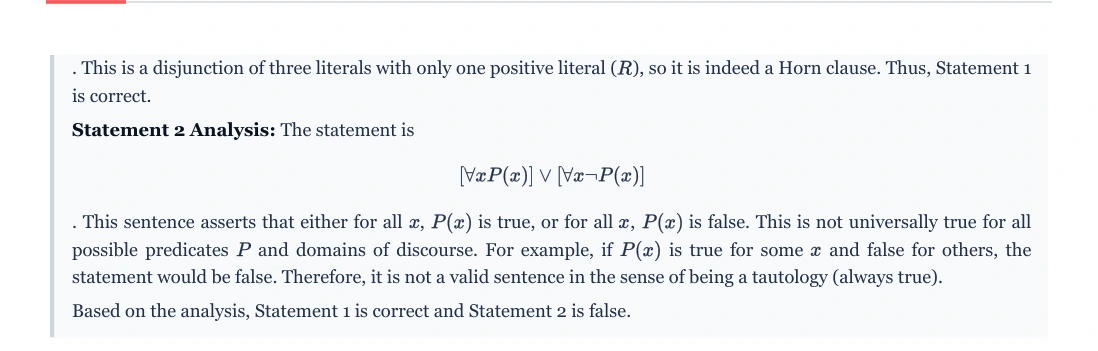 . This is a disjunction of three literals with only one positive literal (R), so it is indeed a Horn clause. Thus, Statement 1
is correct.
Statement 2 Analysis: The statement is
[∀xP(x)] ∨ [∀x¬P(x)]
. This sentence asserts that either for all x, P(x) is true, or for all x, P(x) is false. This is not universally true for all
possible predicates P and domains of discourse. For example, if P(x) is true for some x and false for others, the
statement would be false. Therefore, it is not a valid sentence in the sense of being a tautology (always true).
Based on the analysis, Statement 1 is correct and Statement 2 is false.